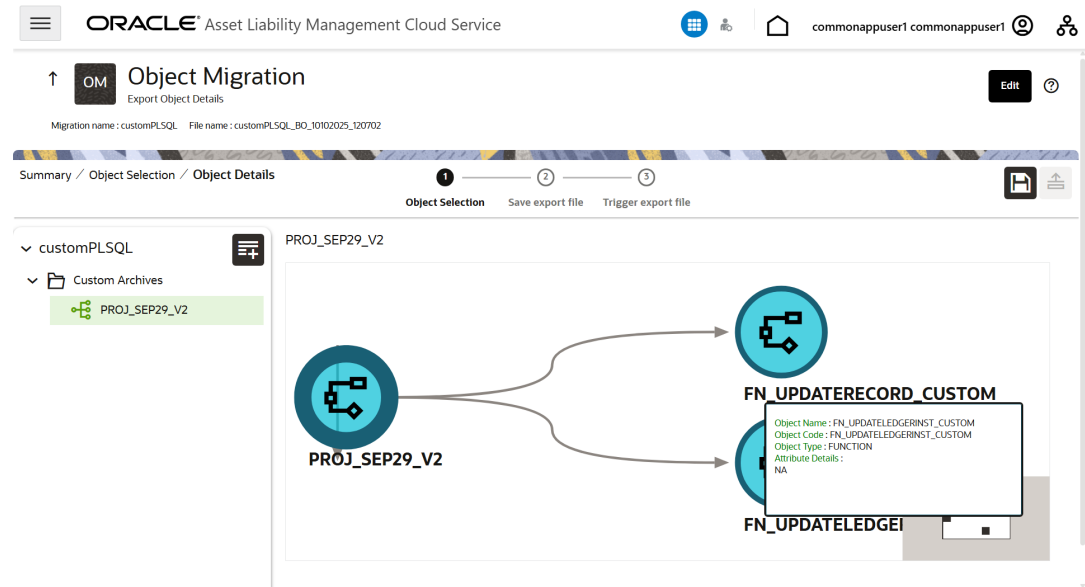 ORACLE Asset Liability Management Cloud Service
commonappuser1 commonappuser1
OM
Object Migration
Export Object Details
Edit
Migration name : customPLSQL File name : customPLSQL_BO_10102025_120702
Summary / Object Selection / Object Details
1
2
3
Object Selection
Save export file
Trigger export file
customPLSQL
Custom Archives
PROJ_SEP29_V2
PROJ_SEP29_V2
PROJ_SEP29_V2
FN_UPDATERECORD_CUSTOM
Object Name : FN_UPDATELEDGERINST_CUSTOM
Object Code : FN_UPDATELEDGERINST_CUSTOM
Object Type : FUNCTION
Attribute Details :
NA
FN_UPDATELEDGE